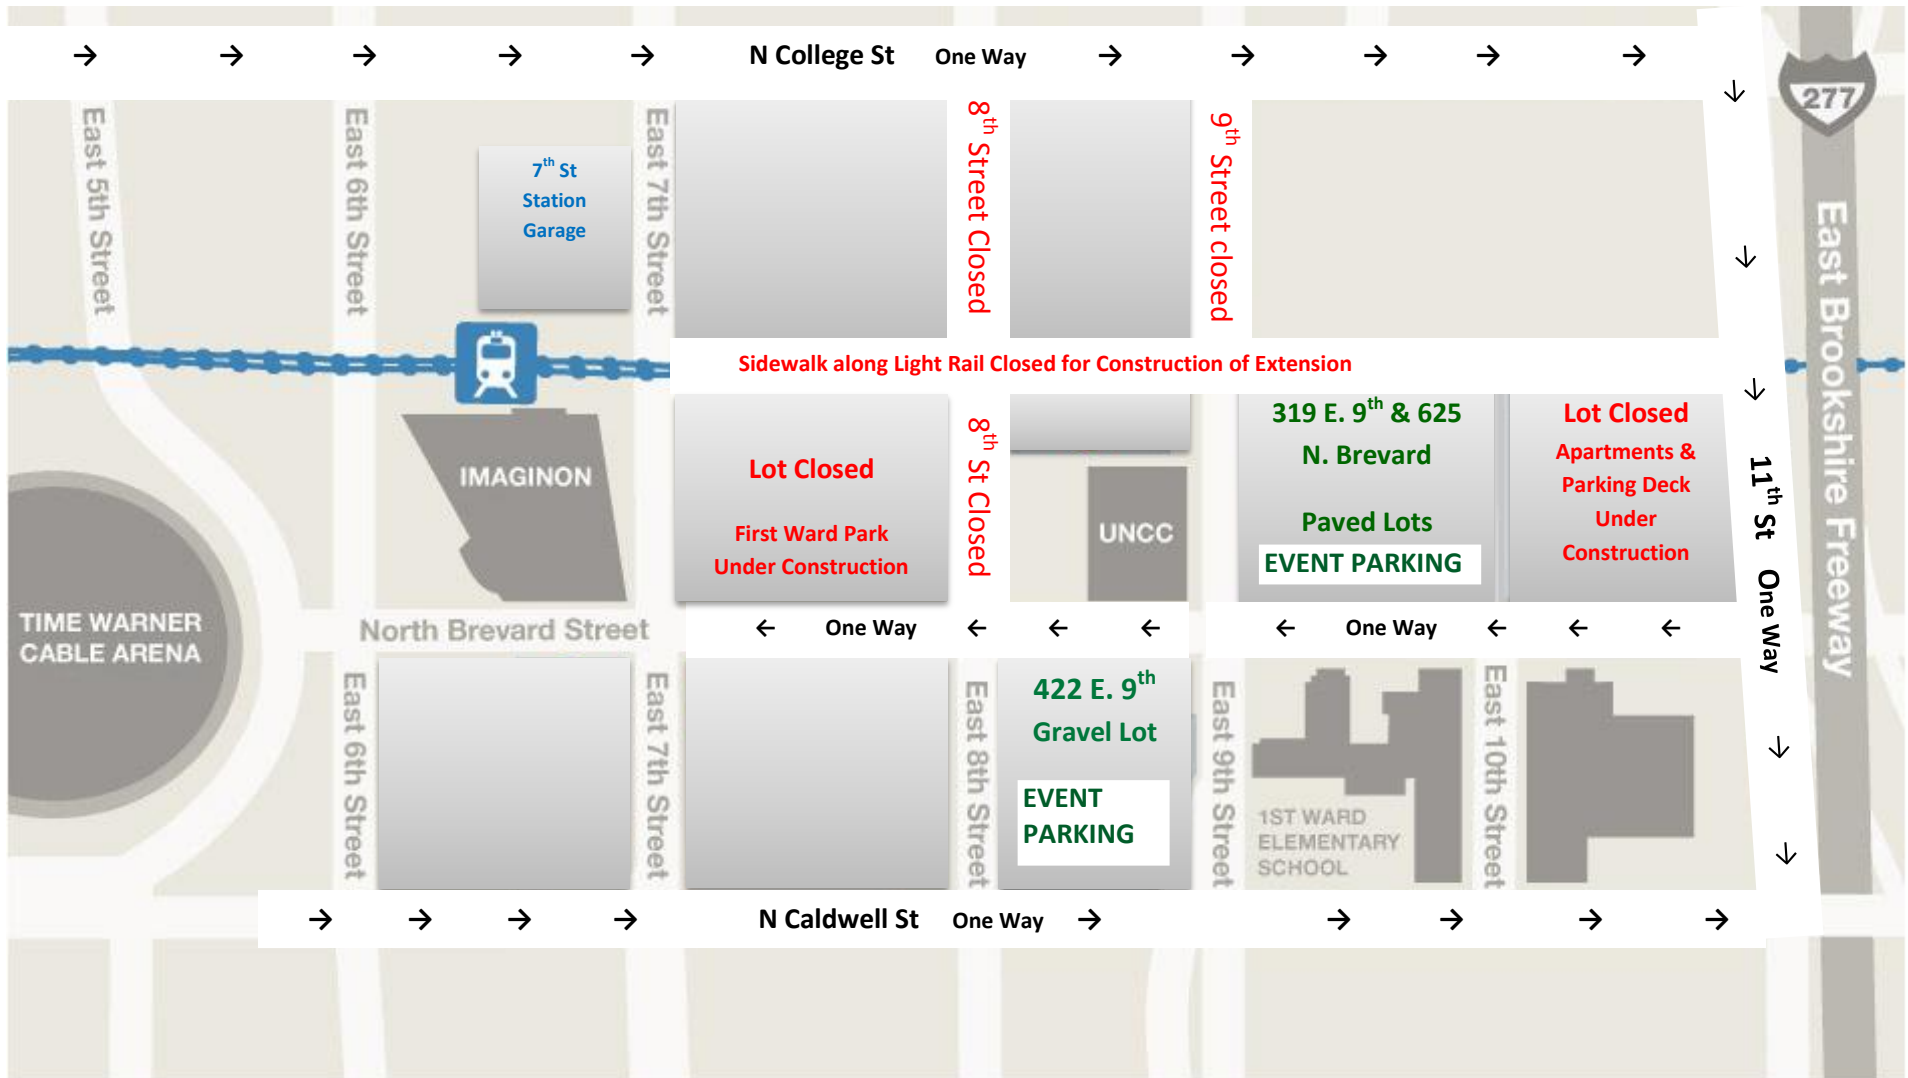 → → → → → N College St One Way → → → → →
277
East 5th Street
East 6th Street
7th St
Station
Garage
East 7th Street
8th Street Closed
9th Street closed
East Brookshire Freeway
↓
↓
↓
11th St One Way
↓
↓
Sidewalk along Light Rail Closed for Construction of Extension
IMAGINON
Lot Closed
First Ward Park
Under Construction
8th St Closed
UNCC
319 E. 9th & 625
N. Brevard
Paved Lots
EVENT PARKING
Lot Closed
Apartments &
Parking Deck
Under
Construction
TIME WARNER
CABLE ARENA
North Brevard Street
← One Way ← ← ← ← One Way ← ← ←
East 6th Street
East 7th Street
East 8th Street
422 E. 9th
Gravel Lot
EVENT
PARKING
East 9th Street
1ST WARD
ELEMENTARY
SCHOOL
East 10th Street
→ → → → N Caldwell St One Way → → → → →